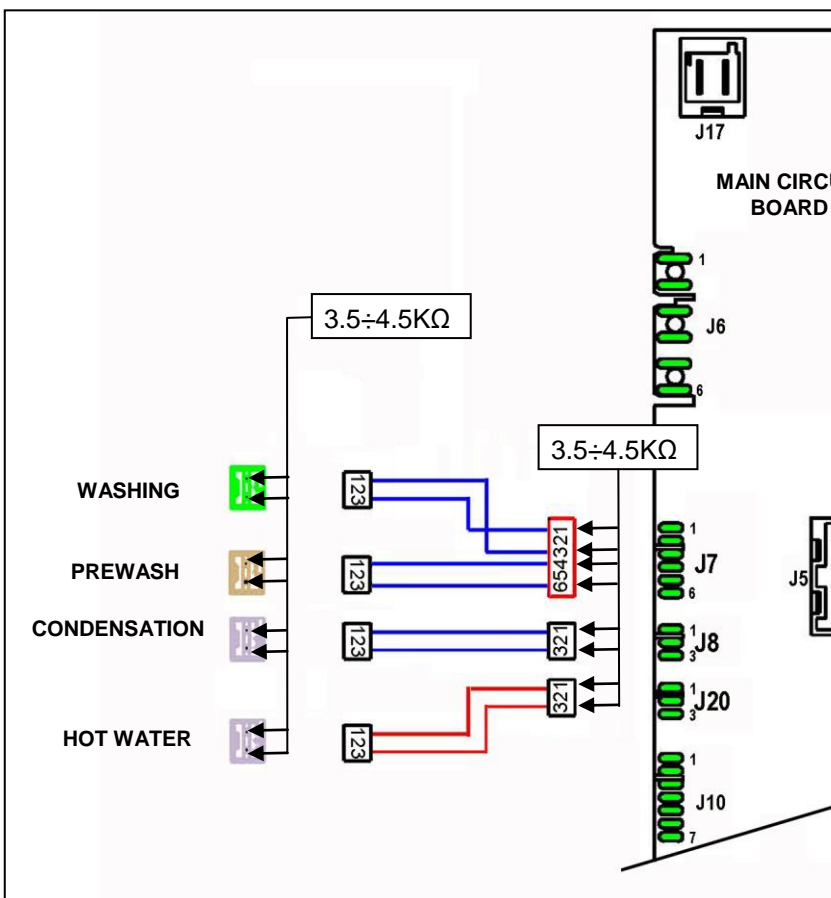 J17
MAIN CIRCU
BOARD
1
J6
6
3.5÷4.5KΩ
3.5÷4.5KΩ
WASHING
123
654321
1
J7
6
J5
PREWASH
123
CONDENSATION
123
321
1
J8
3
321
1
J20
3
HOT WATER
123
1
J10
7